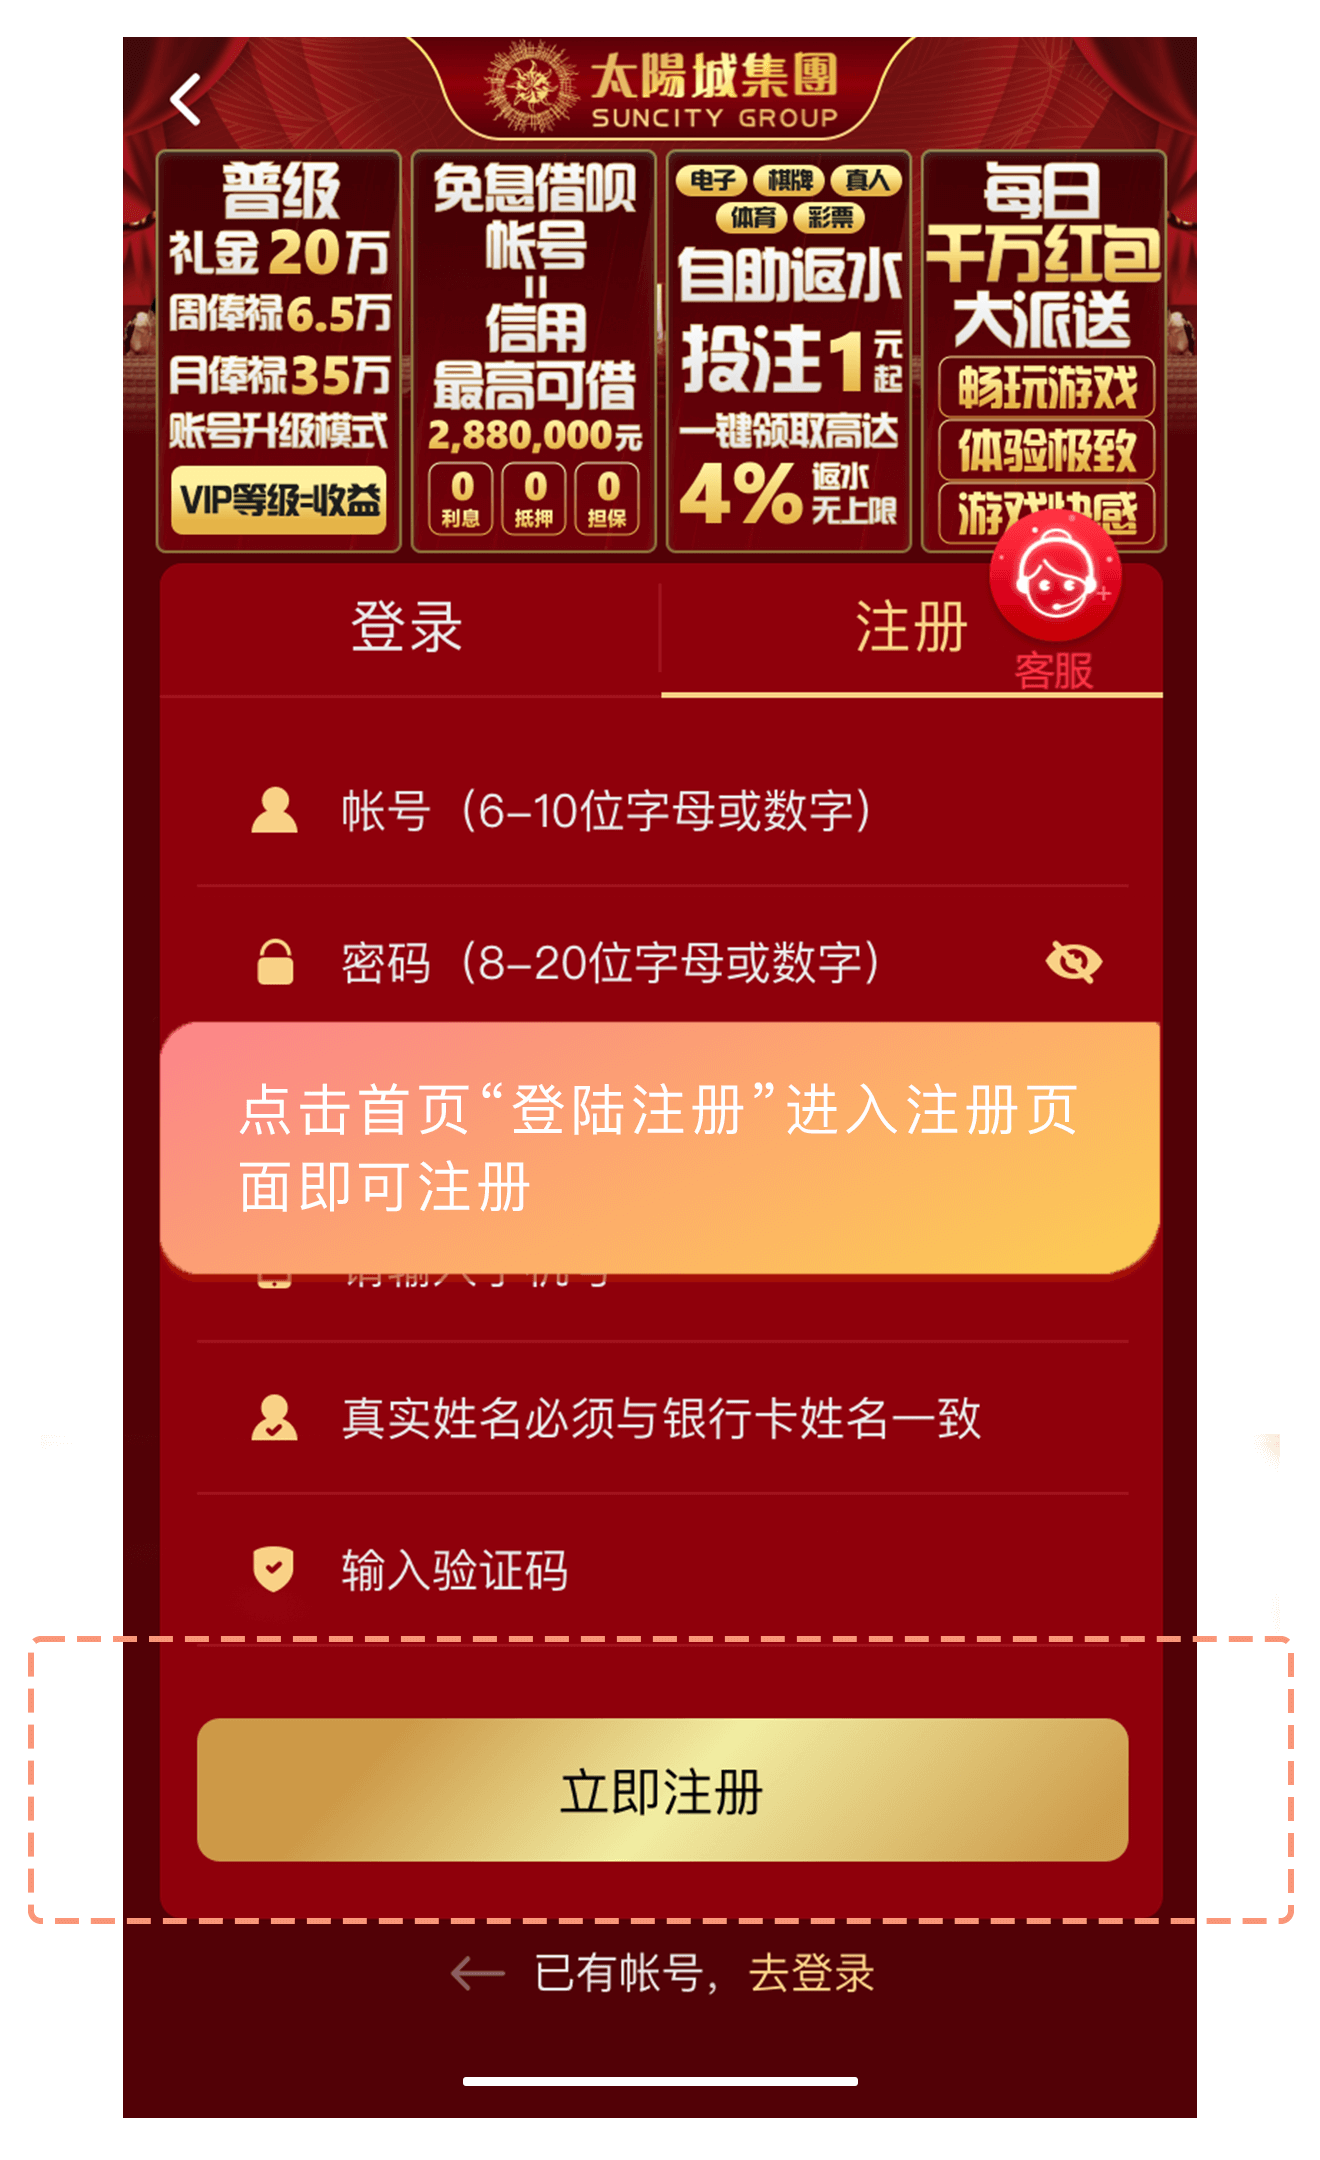 太陽城集團
SUNCITY GROUP
普级
礼金20万
周俸禄6.5万
月俸禄35万
账号升级模式
VIP等级=收益
免息借呗
帐号
=
信用
最高可借
2,880,000元
0 0 0
利息 抵押 担保
电子 棋牌 真人
体育 彩票
自助返水
投注1元起
一键领取高达
4%返水无上限
每日
千万红包
大派送
畅玩游戏
体验极致
游戏快感
登录 注册
客服
帐号（6-10位字母或数字）
密码（8-20位字母或数字）
点击首页“登陆注册”进入注册页
面即可注册
请输入手机号
真实姓名必须与银行卡姓名一致
输入验证码
立即注册
已有帐号，去登录